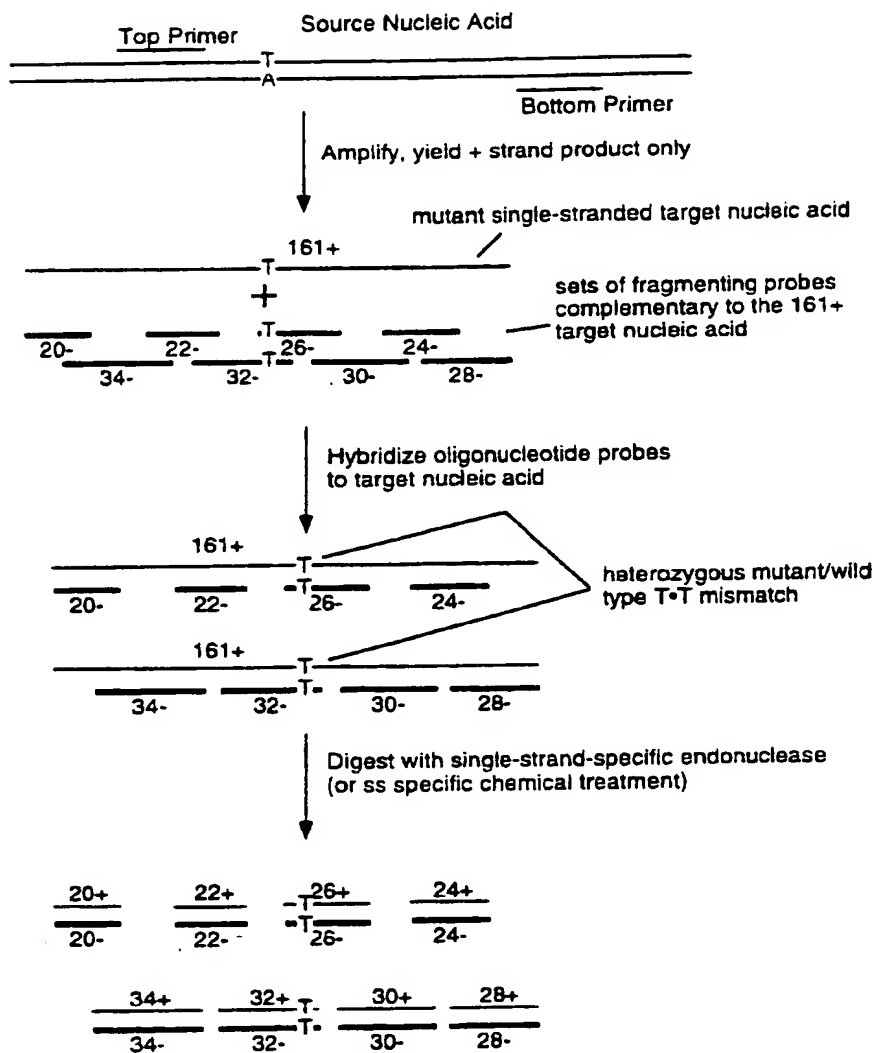 Top Primer
Source Nucleic Acid
T
A
Bottom Primer
Amplify, yield + strand product only
mutant single-stranded target nucleic acid
161+
T
+
sets of fragmenting probes
complementary to the 161+
target nucleic acid
T
20- 22- 26- 24-
T
34- 32- 30- 28-
Hybridize oligonucleotide probes
to target nucleic acid
161+
T
T
20- 22- 26- 24-
heterozygous mutant/wild
type T•T mismatch
161+
T
T
34- 32- 30- 28-
Digest with single-strand-specific endonuclease
(or ss specific chemical treatment)
20+ 22+ 26+ 24+
T
T
20- 22- 26- 24-
34+ 32+ 30+ 28+
T
T
34- 32- 30- 28-